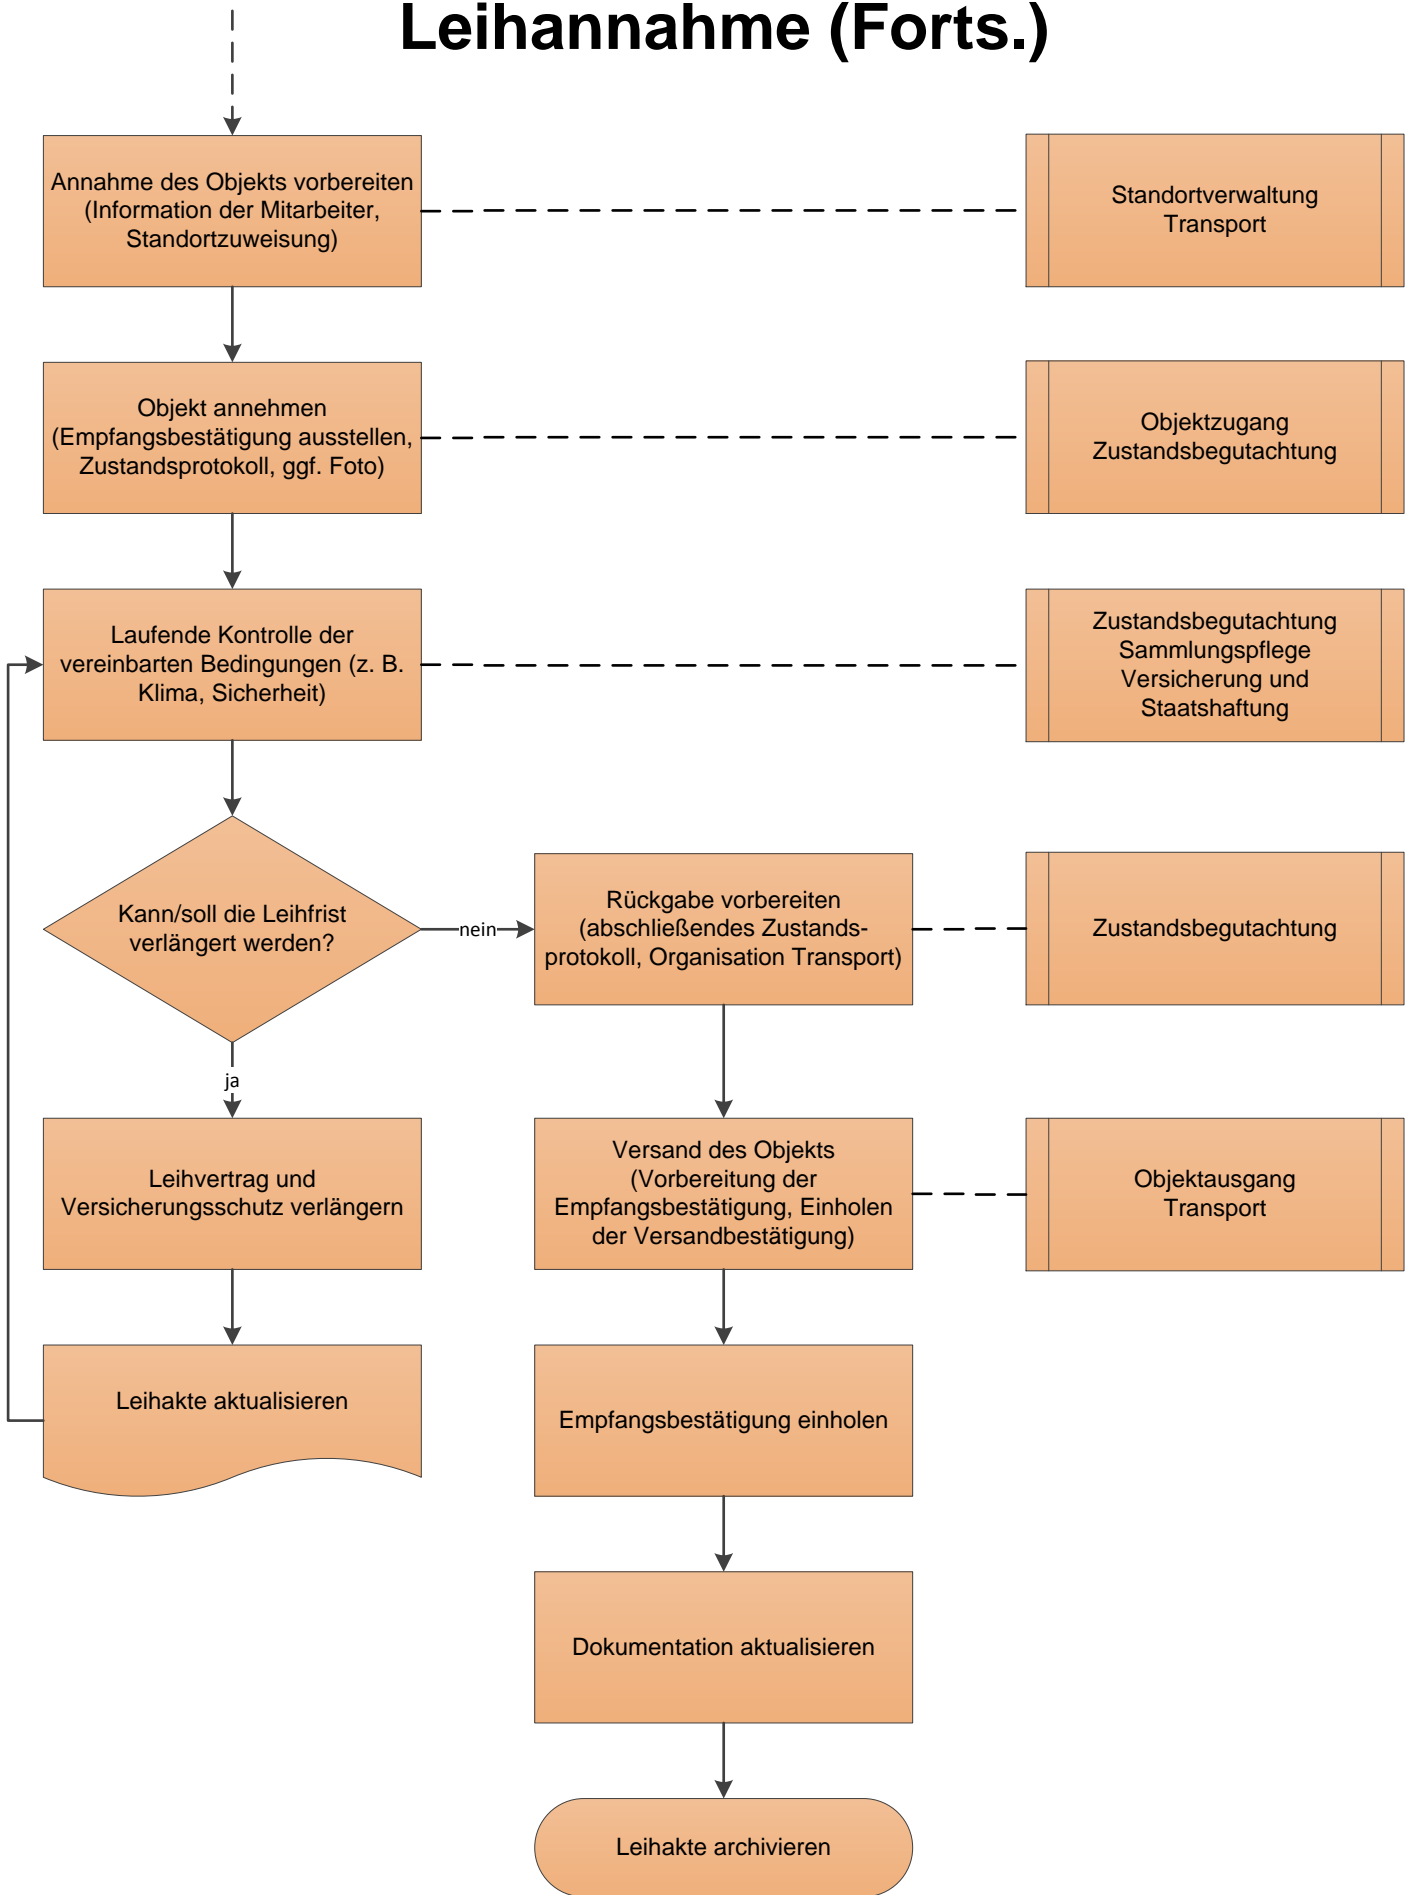 Leihannahme (Forts.)
Annahme des Objekts vorbereiten
(Information der Mitarbeiter,
Standortzuweisung)
Standortverwaltung
Transport
Objekt annehmen
(Empfangsbestätigung ausstellen,
Zustandsprotokoll, ggf. Foto)
Objektzugang
Zustandsbegutachtung
Laufende Kontrolle der
vereinbarten Bedingungen (z. B.
Klima, Sicherheit)
Zustandsbegutachtung
Sammlungspflege
Versicherung und
Staatshaftung
Kann/soll die Leihfrist
verlängert werden?
nein
Rückgabe vorbereiten
(abschließendes Zustands-
protokoll, Organisation Transport)
Zustandsbegutachtung
ja
Leihvertrag und
Versicherungsschutz verlängern
Versand des Objekts
(Vorbereitung der
Empfangsbestätigung, Einholen
der Versandbestätigung)
Objektausgang
Transport
Leihakte aktualisieren
Empfangsbestätigung einholen
Dokumentation aktualisieren
Leihakte archivieren